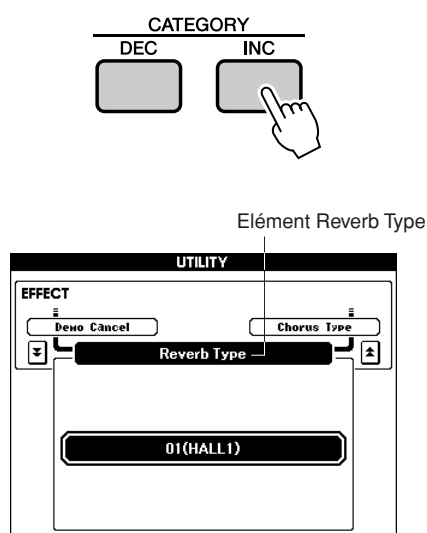 CATEGORY
DEC INC
Elément Reverb Type
UTILITY
EFFECT
Demo Cancel Chorus Type
Reverb Type
01(HALL1)